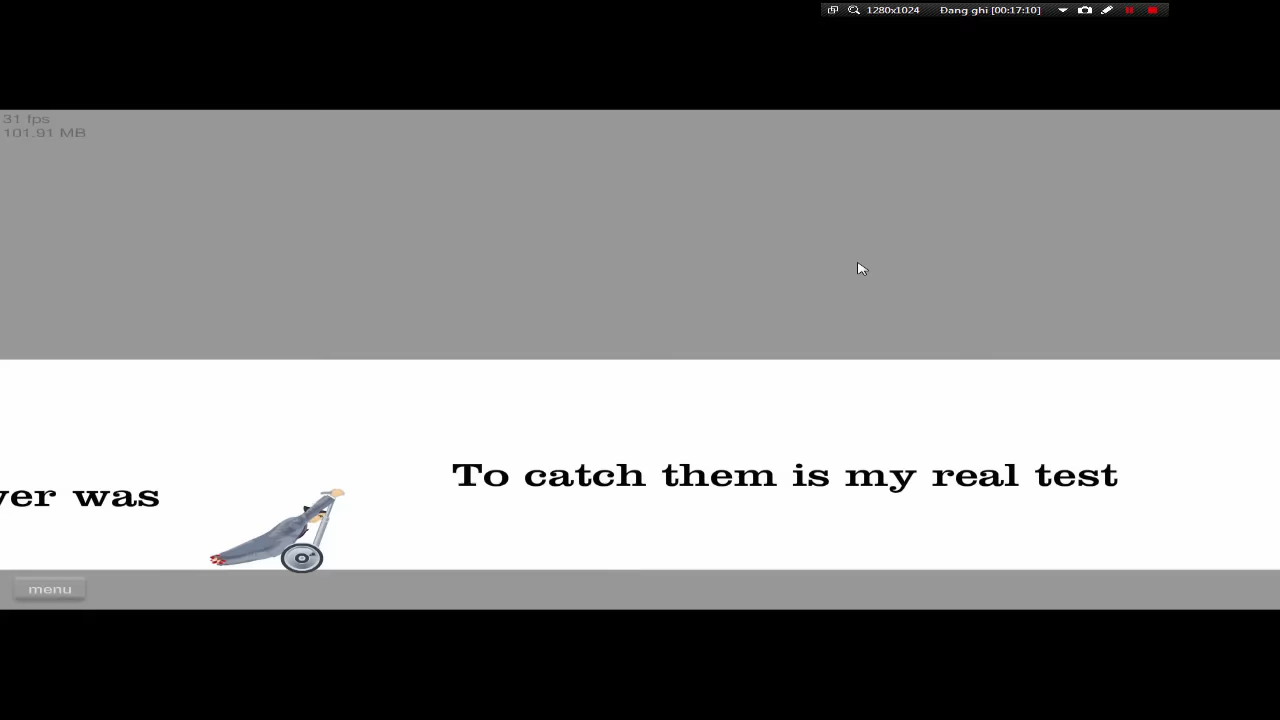 1280x1024 Đang ghi [00:17:10]
31 fps
101.91 MB
To catch them is my real test
was
menu